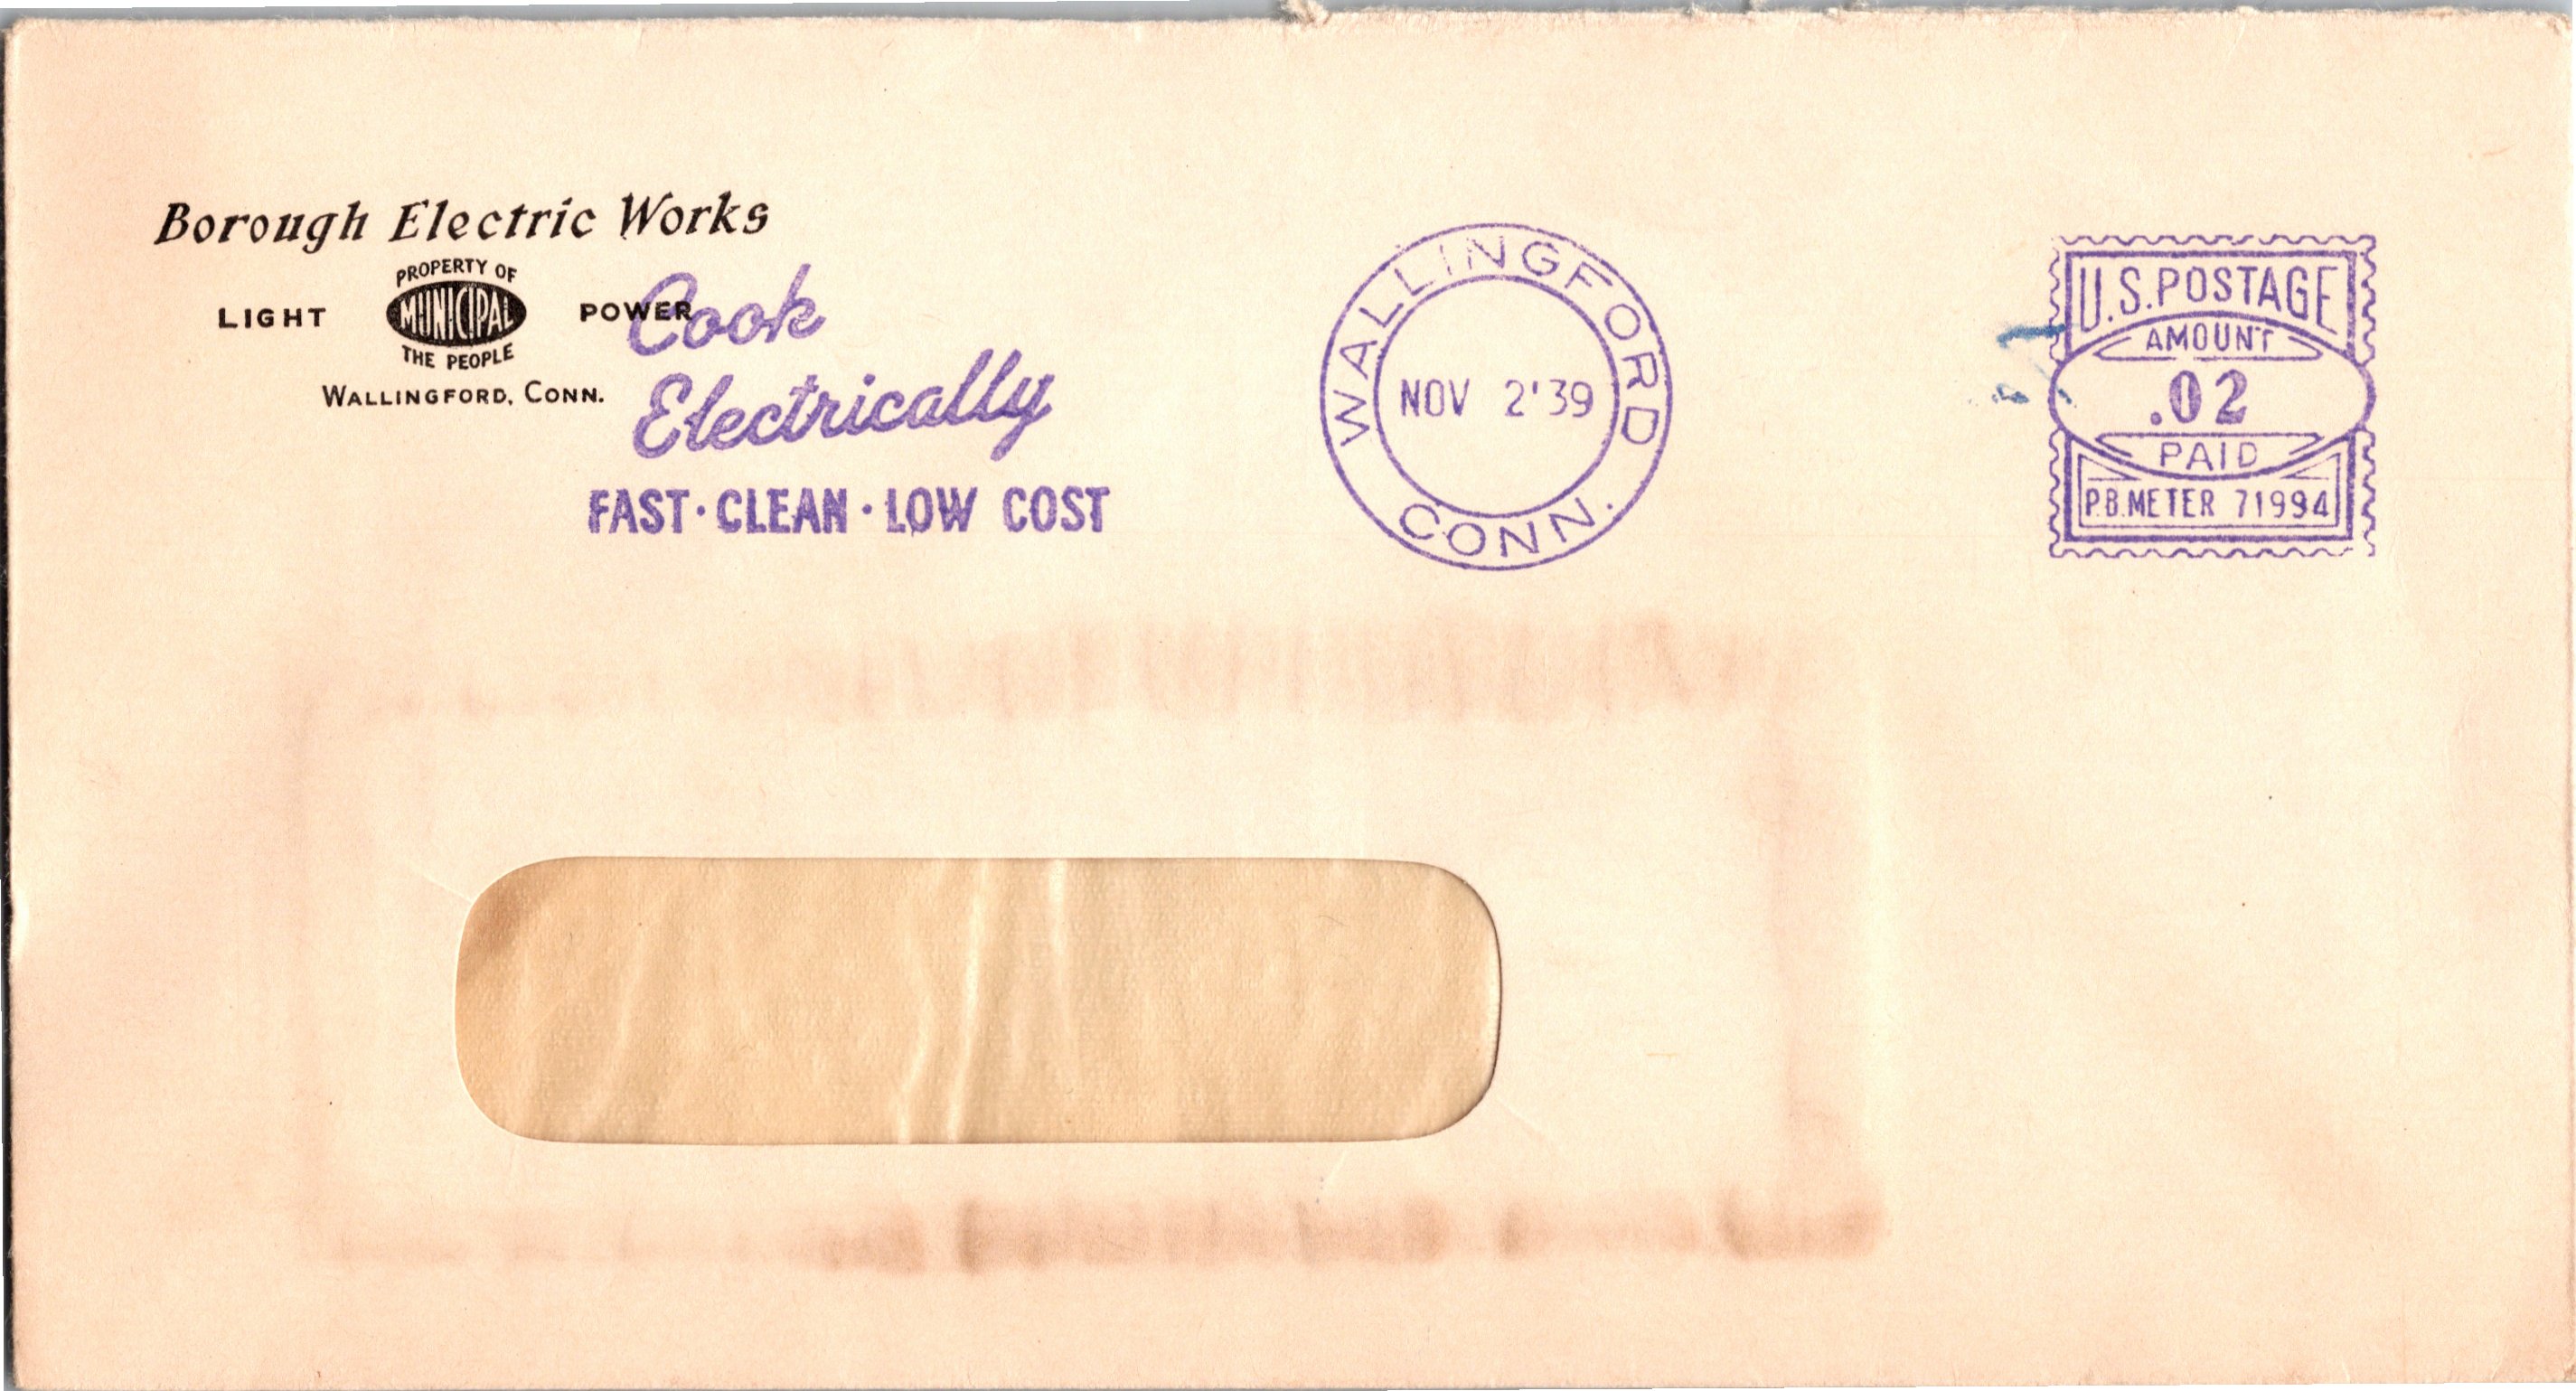 Borough Electric Works
LIGHT
PROPERTY OF
MUNICIPAL
THE PEOPLE
POWER
WALLINGFORD, CONN.
Cook
Electrically
FAST · CLEAN · LOW COST
WALLINGFORD
NOV 2'39
CONN.
U.S. POSTAGE
AMOUNT
.02
PAID
P.B. METER 71994